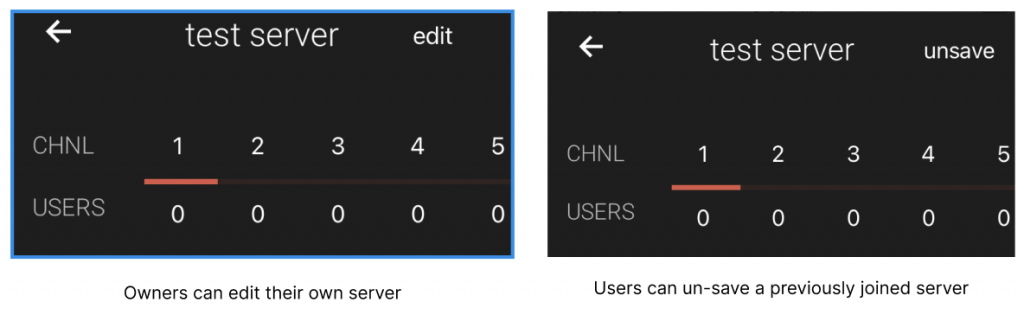 test server edit
CHNL 1 2 3 4 5
USERS 0 0 0 0 0
Owners can edit their own server
test server unsave
CHNL 1 2 3 4 5
USERS 0 0 0 0 0
Users can un-save a previously joined server